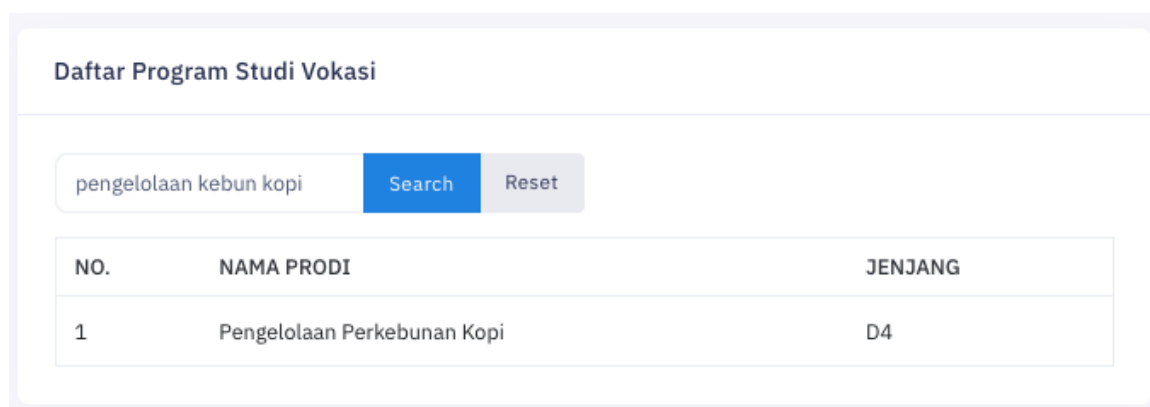 Daftar Program Studi Vokasi
pengelolaan kebun kopi Search Reset
NO. NAMA PRODI JENJANG
1 Pengelolaan Perkebunan Kopi D4